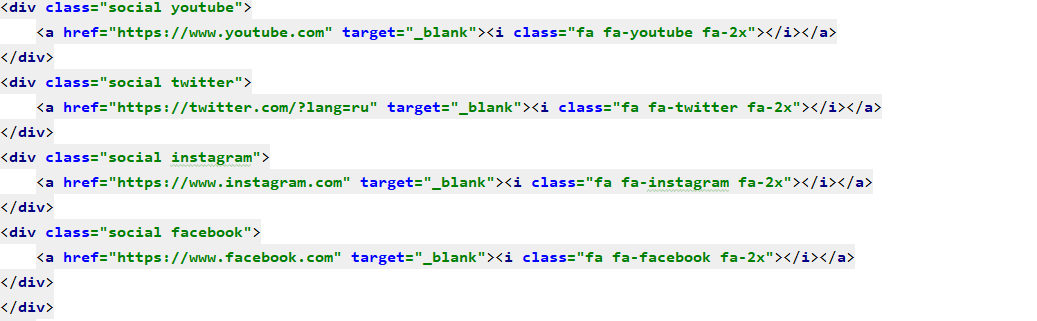 <div class="social youtube">
<a href="https://www.youtube.com" target="_blank"><i class="fa fa-youtube fa-2x"></i></a>
</div>
<div class="social twitter">
<a href="https://twitter.com/?lang=ru" target="_blank"><i class="fa fa-twitter fa-2x"></i></a>
</div>
<div class="social instagram">
<a href="https://www.instagram.com" target="_blank"><i class="fa fa-instagram fa-2x"></i></a>
</div>
<div class="social facebook">
<a href="https://www.facebook.com" target="_blank"><i class="fa fa-facebook fa-2x"></i></a>
</div>
</div>